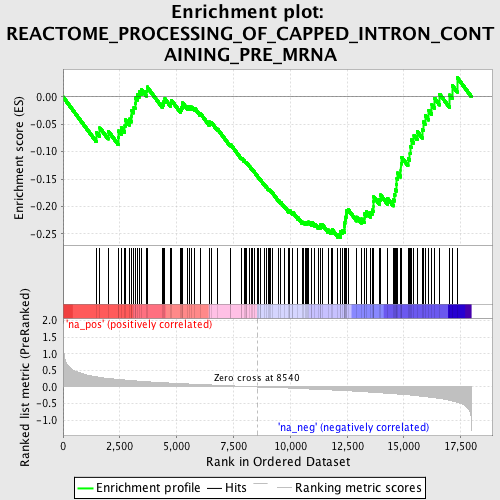 Enrichment plot:
REACTOME_PROCESSING_OF_CAPPED_INTRON_CONT
AINING_PRE_MRNA
Enrichment score (ES)
0.00
-0.05
-0.10
-0.15
-0.20
-0.25
'na_pos' (positively correlated)
Ranked list metric (PreRanked)
2.0
1.5
1.0
0.5
0.0
-0.5
-1.0
Zero cross at 8540
'na_neg' (negatively correlated)
0
2,500
5,000
7,500
10,000
12,500
15,000
17,500
Rank in Ordered Dataset
Enrichment profile
Hits
Ranking metric scores